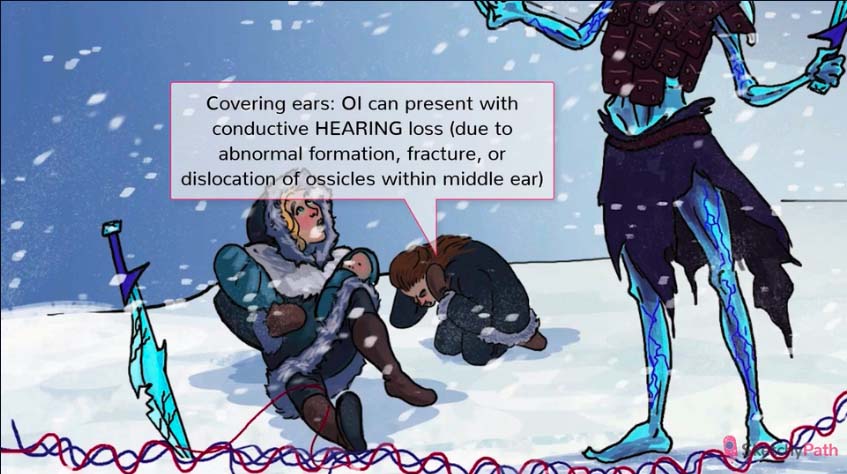 Covering ears: OI can present with
conductive HEARING loss (due to
abnormal formation, fracture, or
dislocation of ossicles within middle ear)
SketchyPath